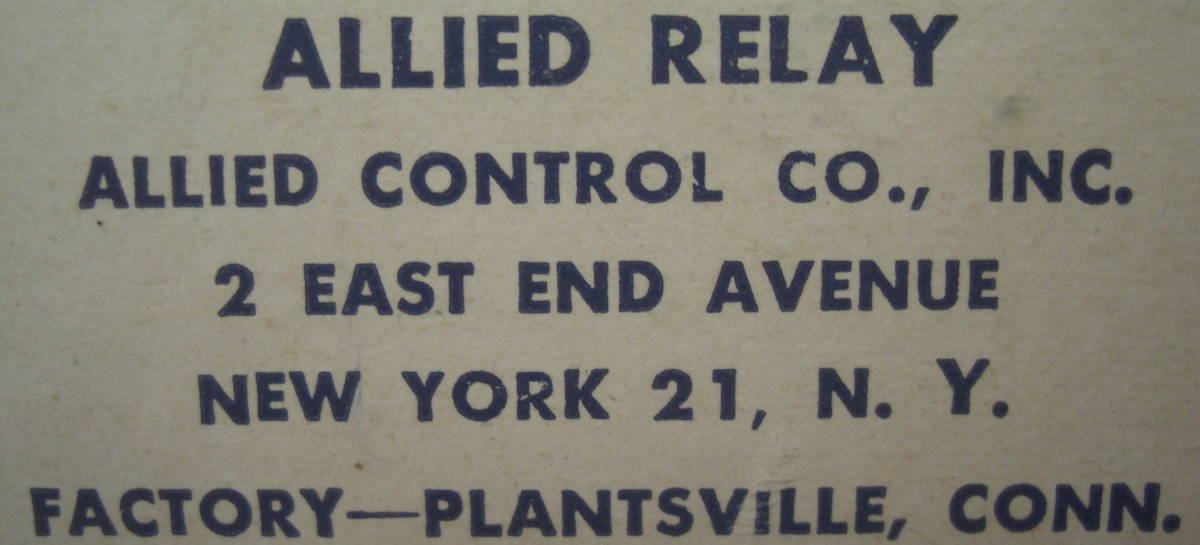 ALLIED RELAY
ALLIED CONTROL CO., INC.
2 EAST END AVENUE
NEW YORK 21, N. Y.
FACTORY—PLANTSVILLE, CONN.